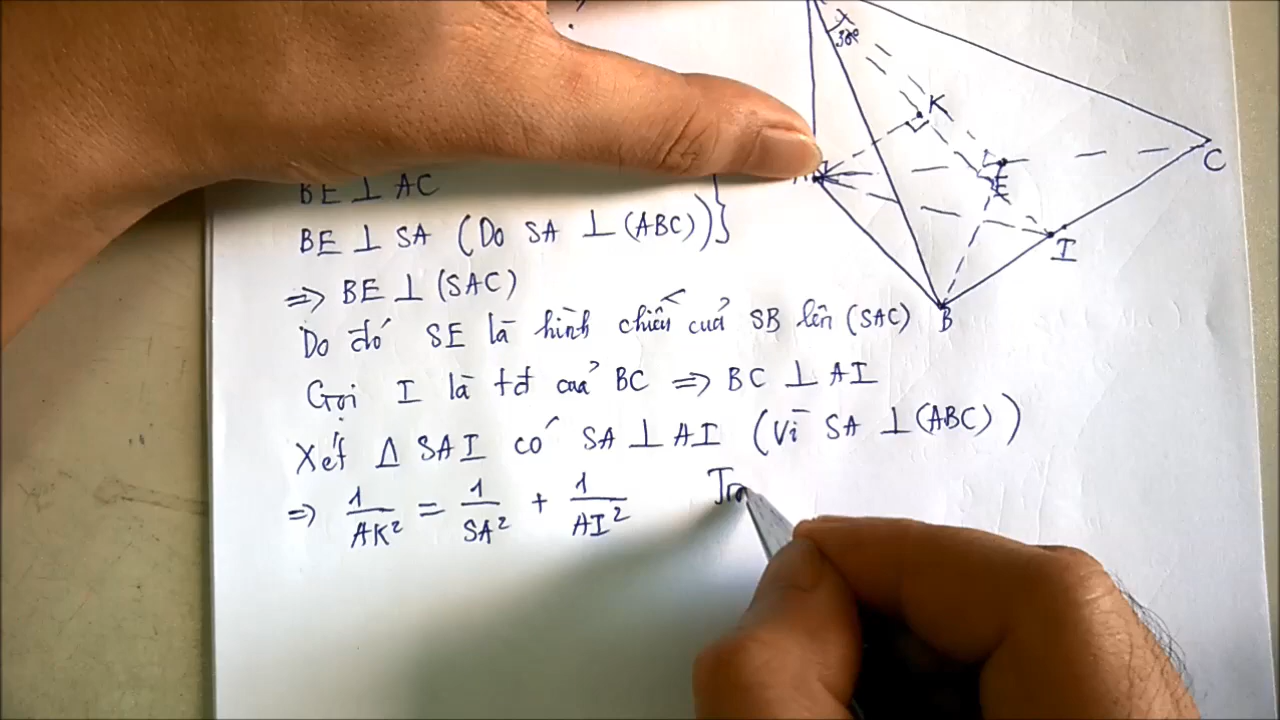 x
30°
K
E
C
I
B
BE ⊥ AC
BE ⊥ SA (Do SA ⊥ (ABC)) }
=> BE ⊥ (SAC)
Do đó SE là hình chiếu của SB lên (SAC)
Gọi I là tđ của BC => BC ⊥ AI
Xét Δ SAI có SA ⊥ AI (Vì SA ⊥ (ABC))
=> 1/AK² = 1/SA² + 1/AI² Tro